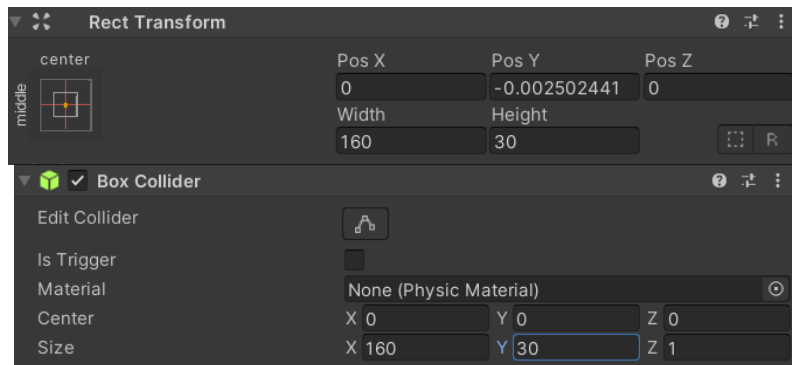 Rect Transform
center
middle
Pos X Pos Y Pos Z
0 -0.002502441 0
Width Height
160 30
R
Box Collider
Edit Collider
Is Trigger
Material None (Physic Material)
Center X 0 Y 0 Z 0
Size X 160 Y 30 Z 1